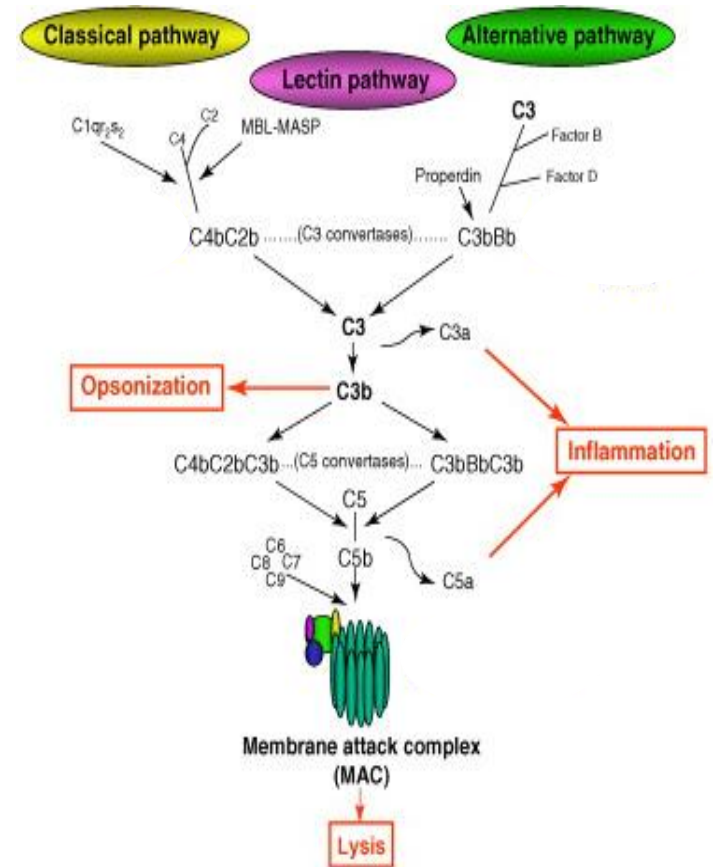 Classical pathway
Alternative pathway
Lectin pathway
C1qr₂s₂
C4
C2
MBL-MASP
C3
Factor B
Properdin
Factor D
C4bC2b ......(C3 convertases)...... C3bBb
C3
C3a
Opsonization
C3b
Inflammation
C4bC2bC3b ...(C5 convertases)... C3bBbC3b
C5
C6
C8 C7
C9
C5b
C5a
Membrane attack complex
(MAC)
Lysis